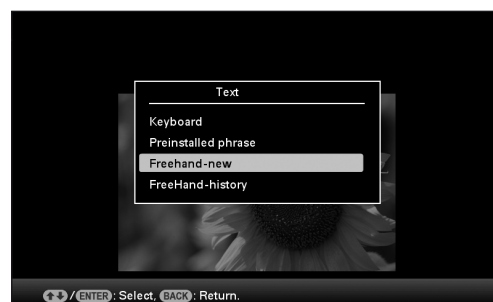 Text
Keyboard
Preinstalled phrase
Freehand-new
FreeHand-history
/ENTER: Select, BACK: Return.